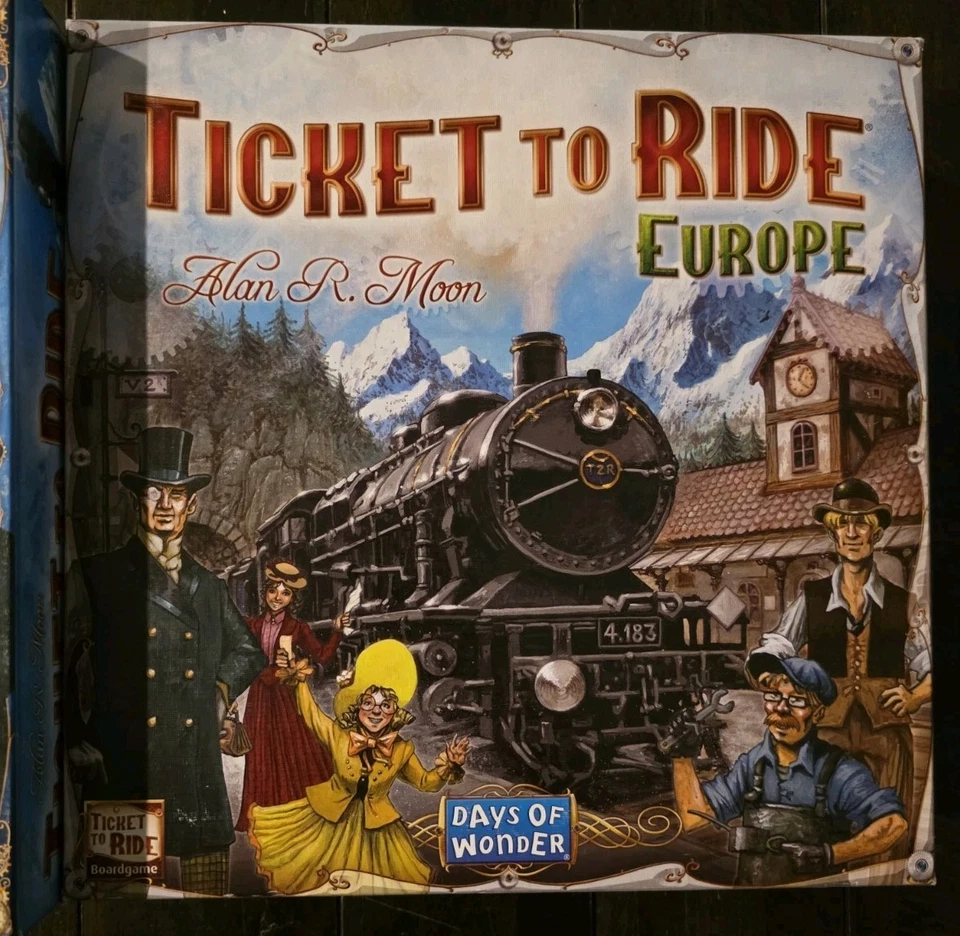 TICKET TO RIDE®
EUROPE
Alan R. Moon
V2
T2R
4.183
DAYS OF
WONDER®
TICKET
TO RIDE
Boardgame